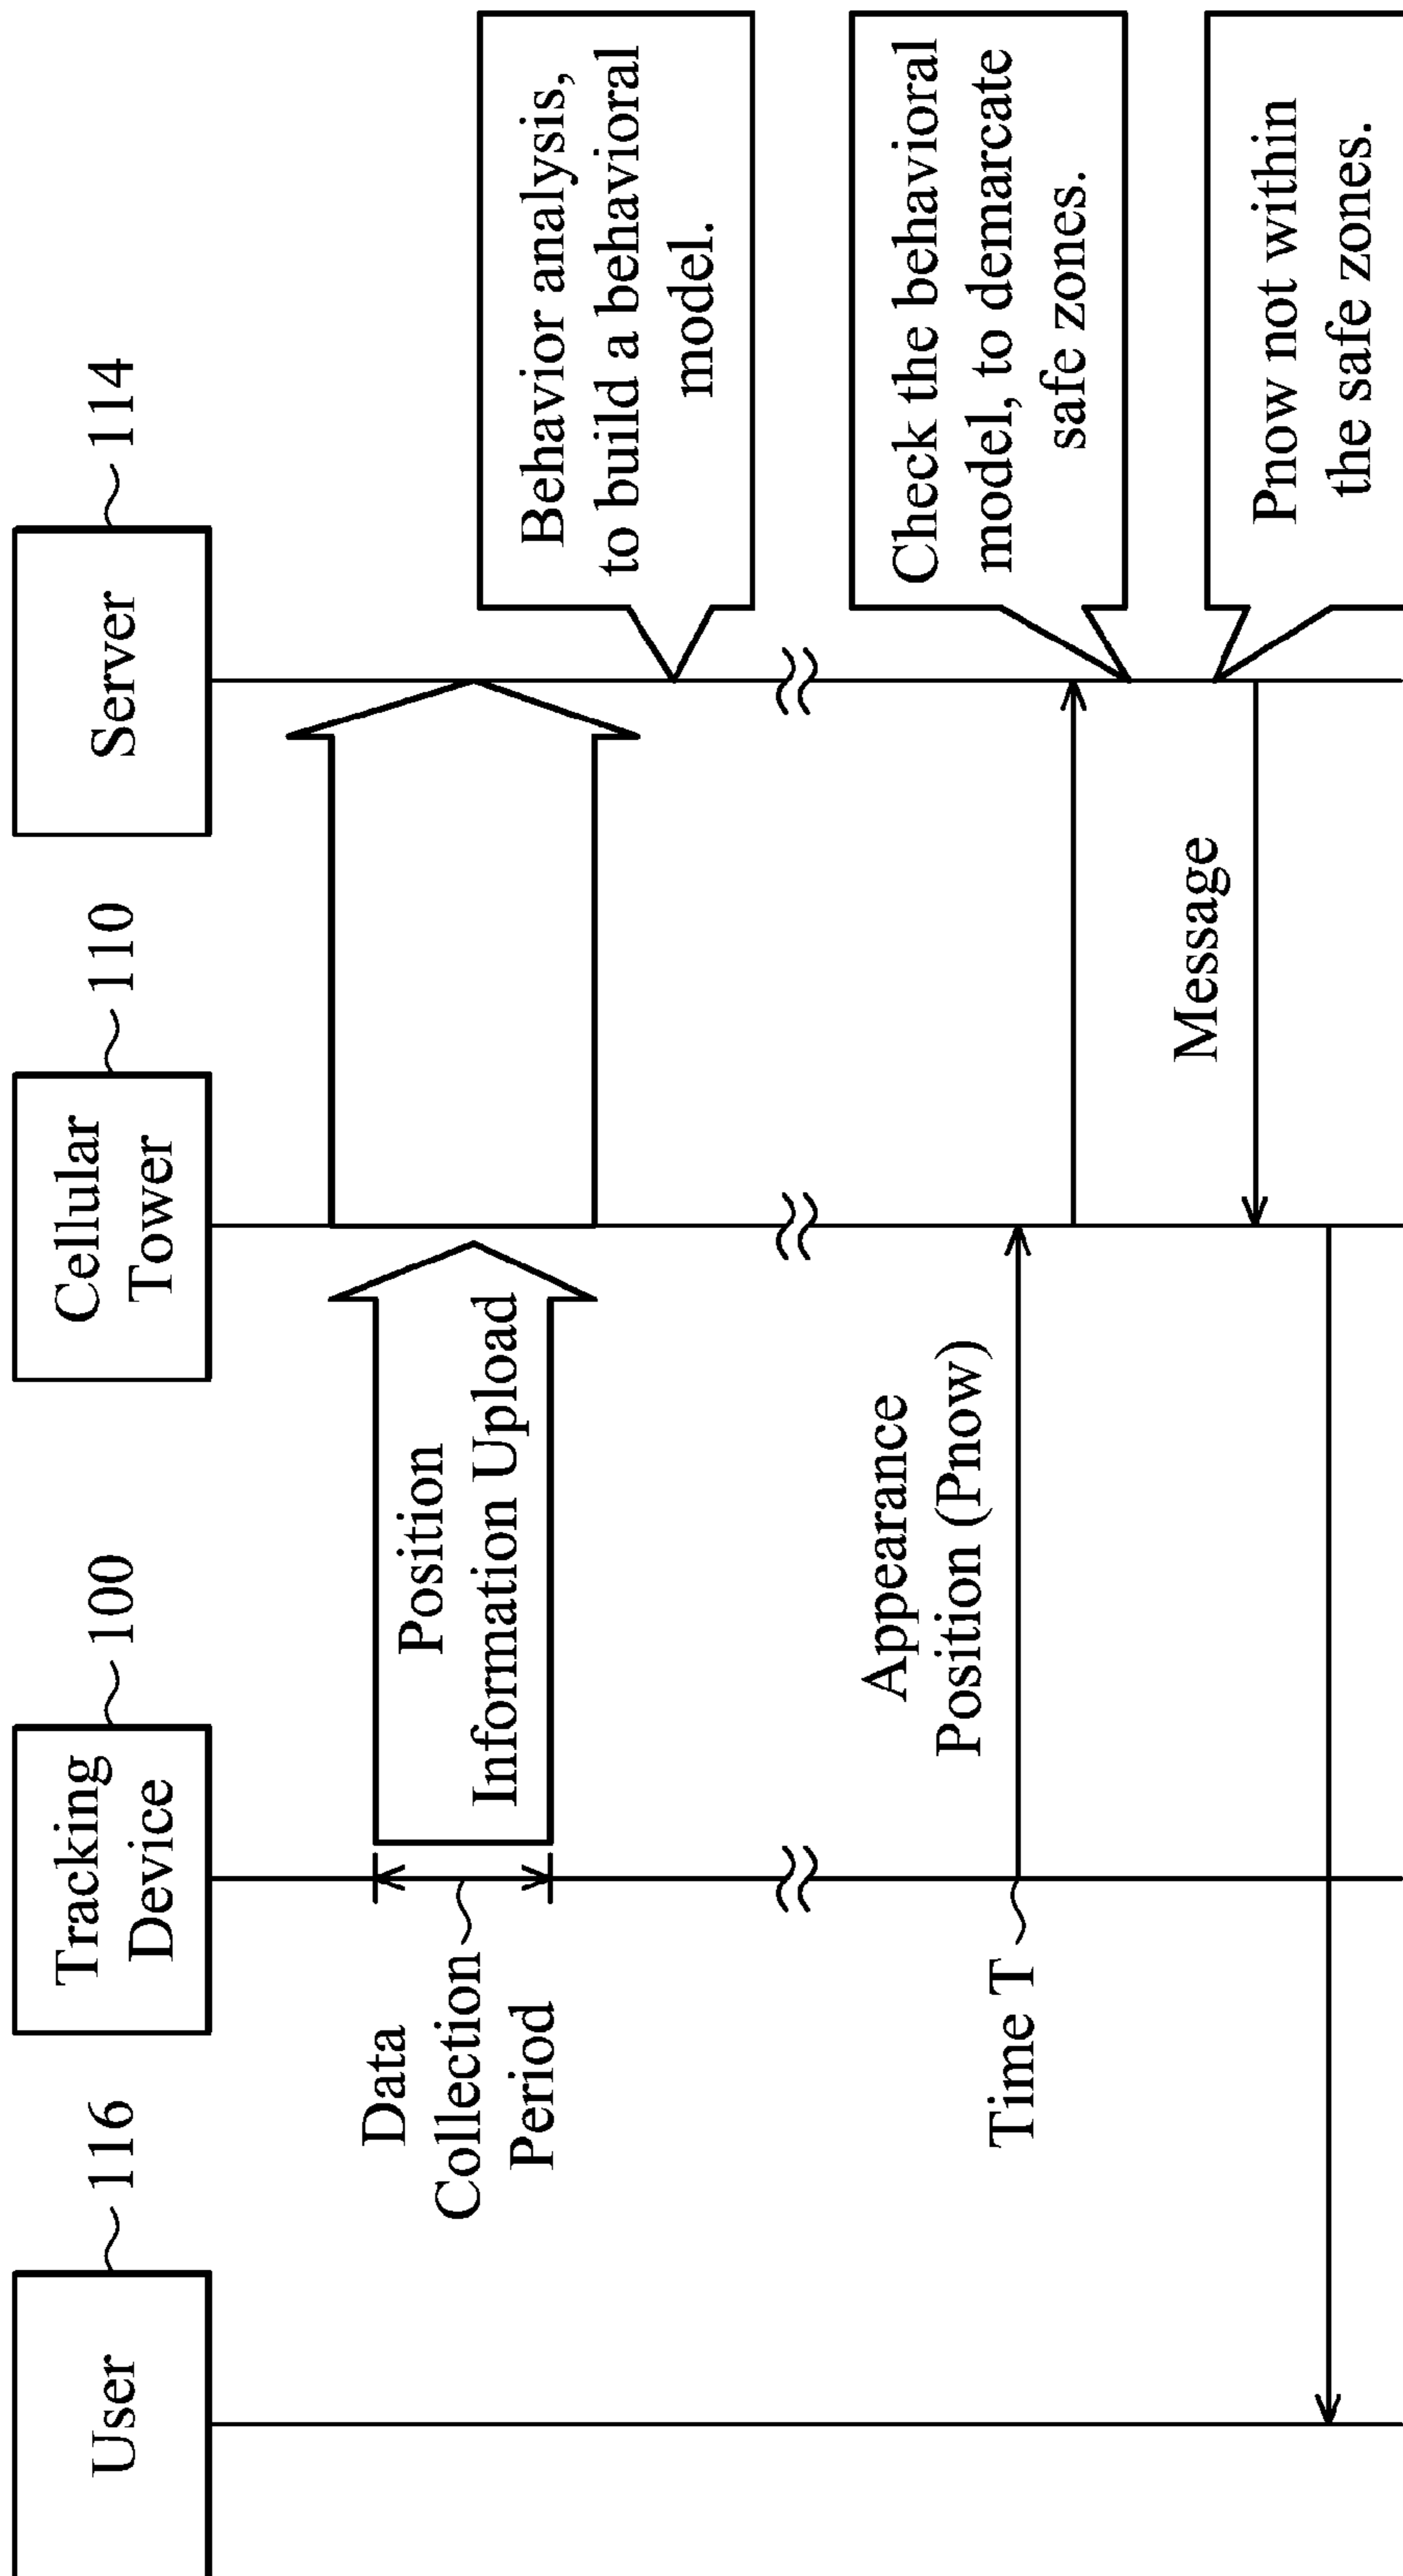 User
116
Tracking
Device
100
Cellular
Tower
110
Server
114
Data
Collection
Period
Position
Information Upload
Behavior analysis,
to build a behavioral
model.
Time T
Appearance
Position (Pnow)
Check the behavioral
model, to demarcate
safe zones.
Message
Pnow not within
the safe zones.